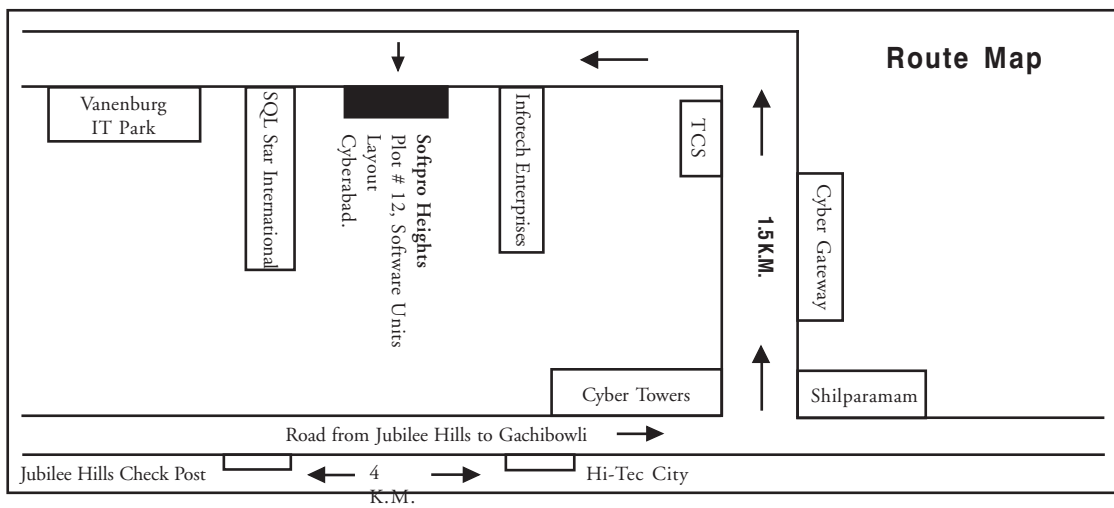 Route Map
Vanenburg
IT Park
SQL Star International
Softpro Heights
Plot # 12, Software Units
Layout
Cyberabad.
Infotech Enterprises
TCS
1.5 K.M.
Cyber Gateway
Cyber Towers
Shilparamam
Road from Jubilee Hills to Gachibowli
Jubilee Hills Check Post
4
K.M.
Hi-Tec City